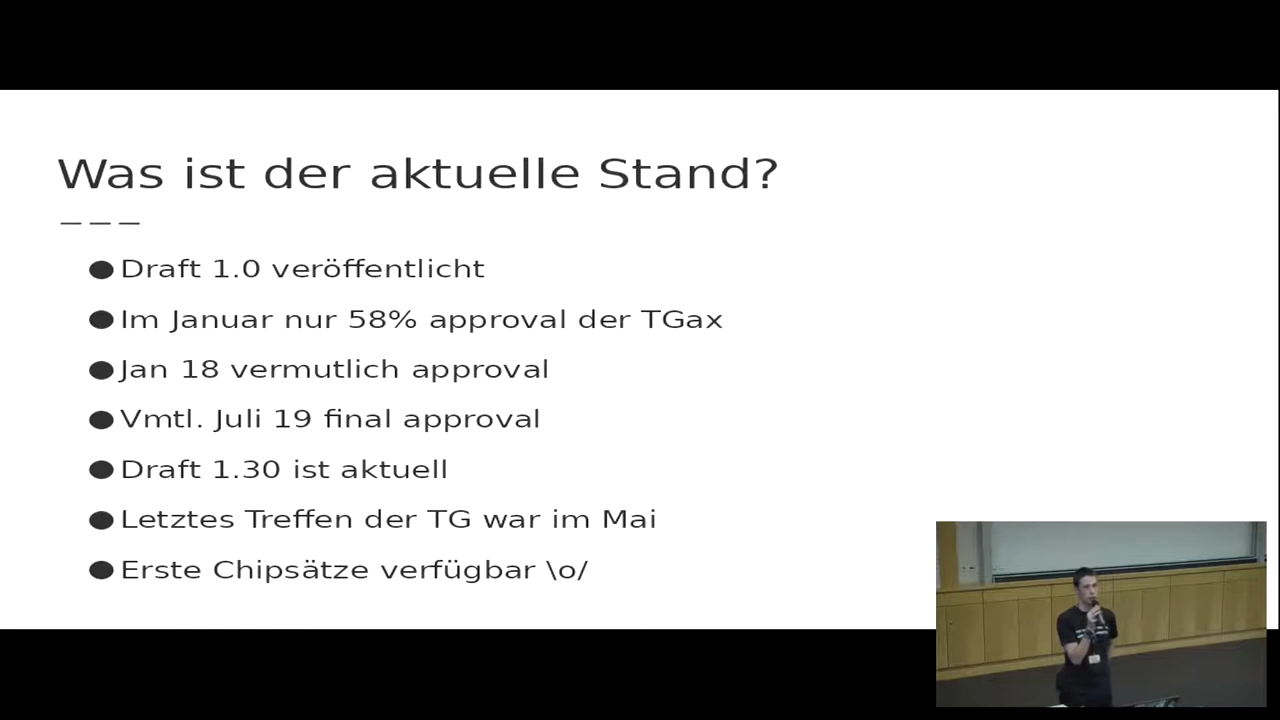 Was ist der aktuelle Stand?
● Draft 1.0 veröffentlicht
● Im Januar nur 58% approval der TGax
● Jan 18 vermutlich approval
● Vmtl. Juli 19 final approval
● Draft 1.30 ist aktuell
● Letztes Treffen der TG war im Mai
● Erste Chipsätze verfügbar \o/